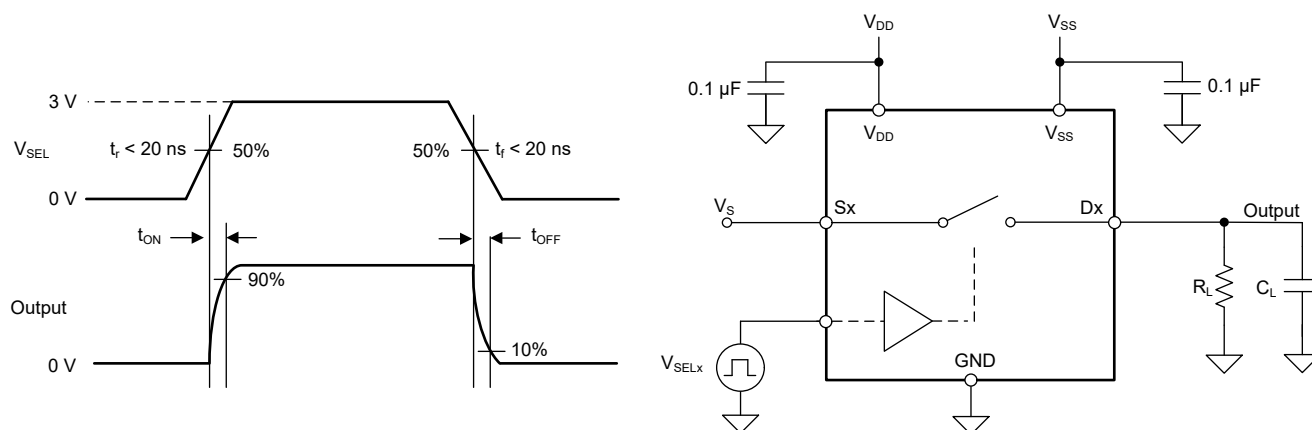 3 V
V_SEL
t_r < 20 ns
50%
50%
t_f < 20 ns
0 V
t_ON
t_OFF
90%
Output
10%
0 V
V_DD
V_SS
0.1 µF
0.1 µF
V_DD
V_SS
V_S
Sx
Dx
Output
R_L
C_L
V_SELx
GND